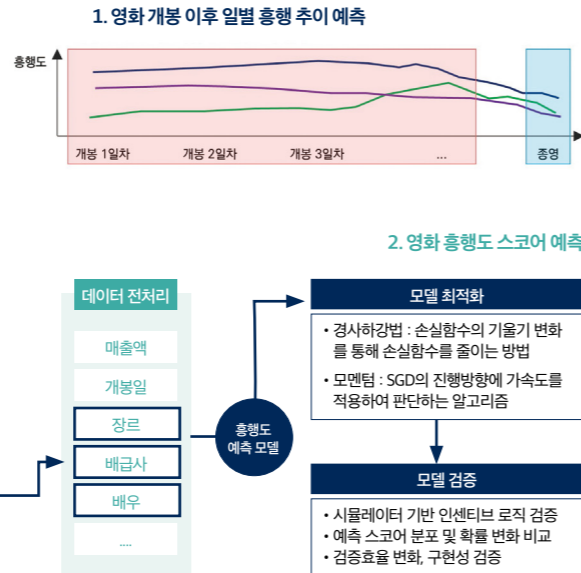 1. 영화 개봉 이후 일별 흥행 추이 예측
흥행도
개봉 1일차
개봉 2일차
개봉 3일차
...
종영
2. 영화 흥행도 스코어 예측
데이터 전처리
매출액
개봉일
장르
배급사
배우
....
흥행도
예측 모델
모델 최적화
• 경사하강법 : 손실함수의 기울기 변화
를 통해 손실함수를 줄이는 방법
• 모멘텀 : SGD의 진행방향에 가속도를
적용하여 판단하는 알고리즘
모델 검증
• 시뮬레이터 기반 인센티브 로직 검증
• 예측 스코어 분포 및 확률 변화 비교
• 검증효율 변화, 구현성 검증